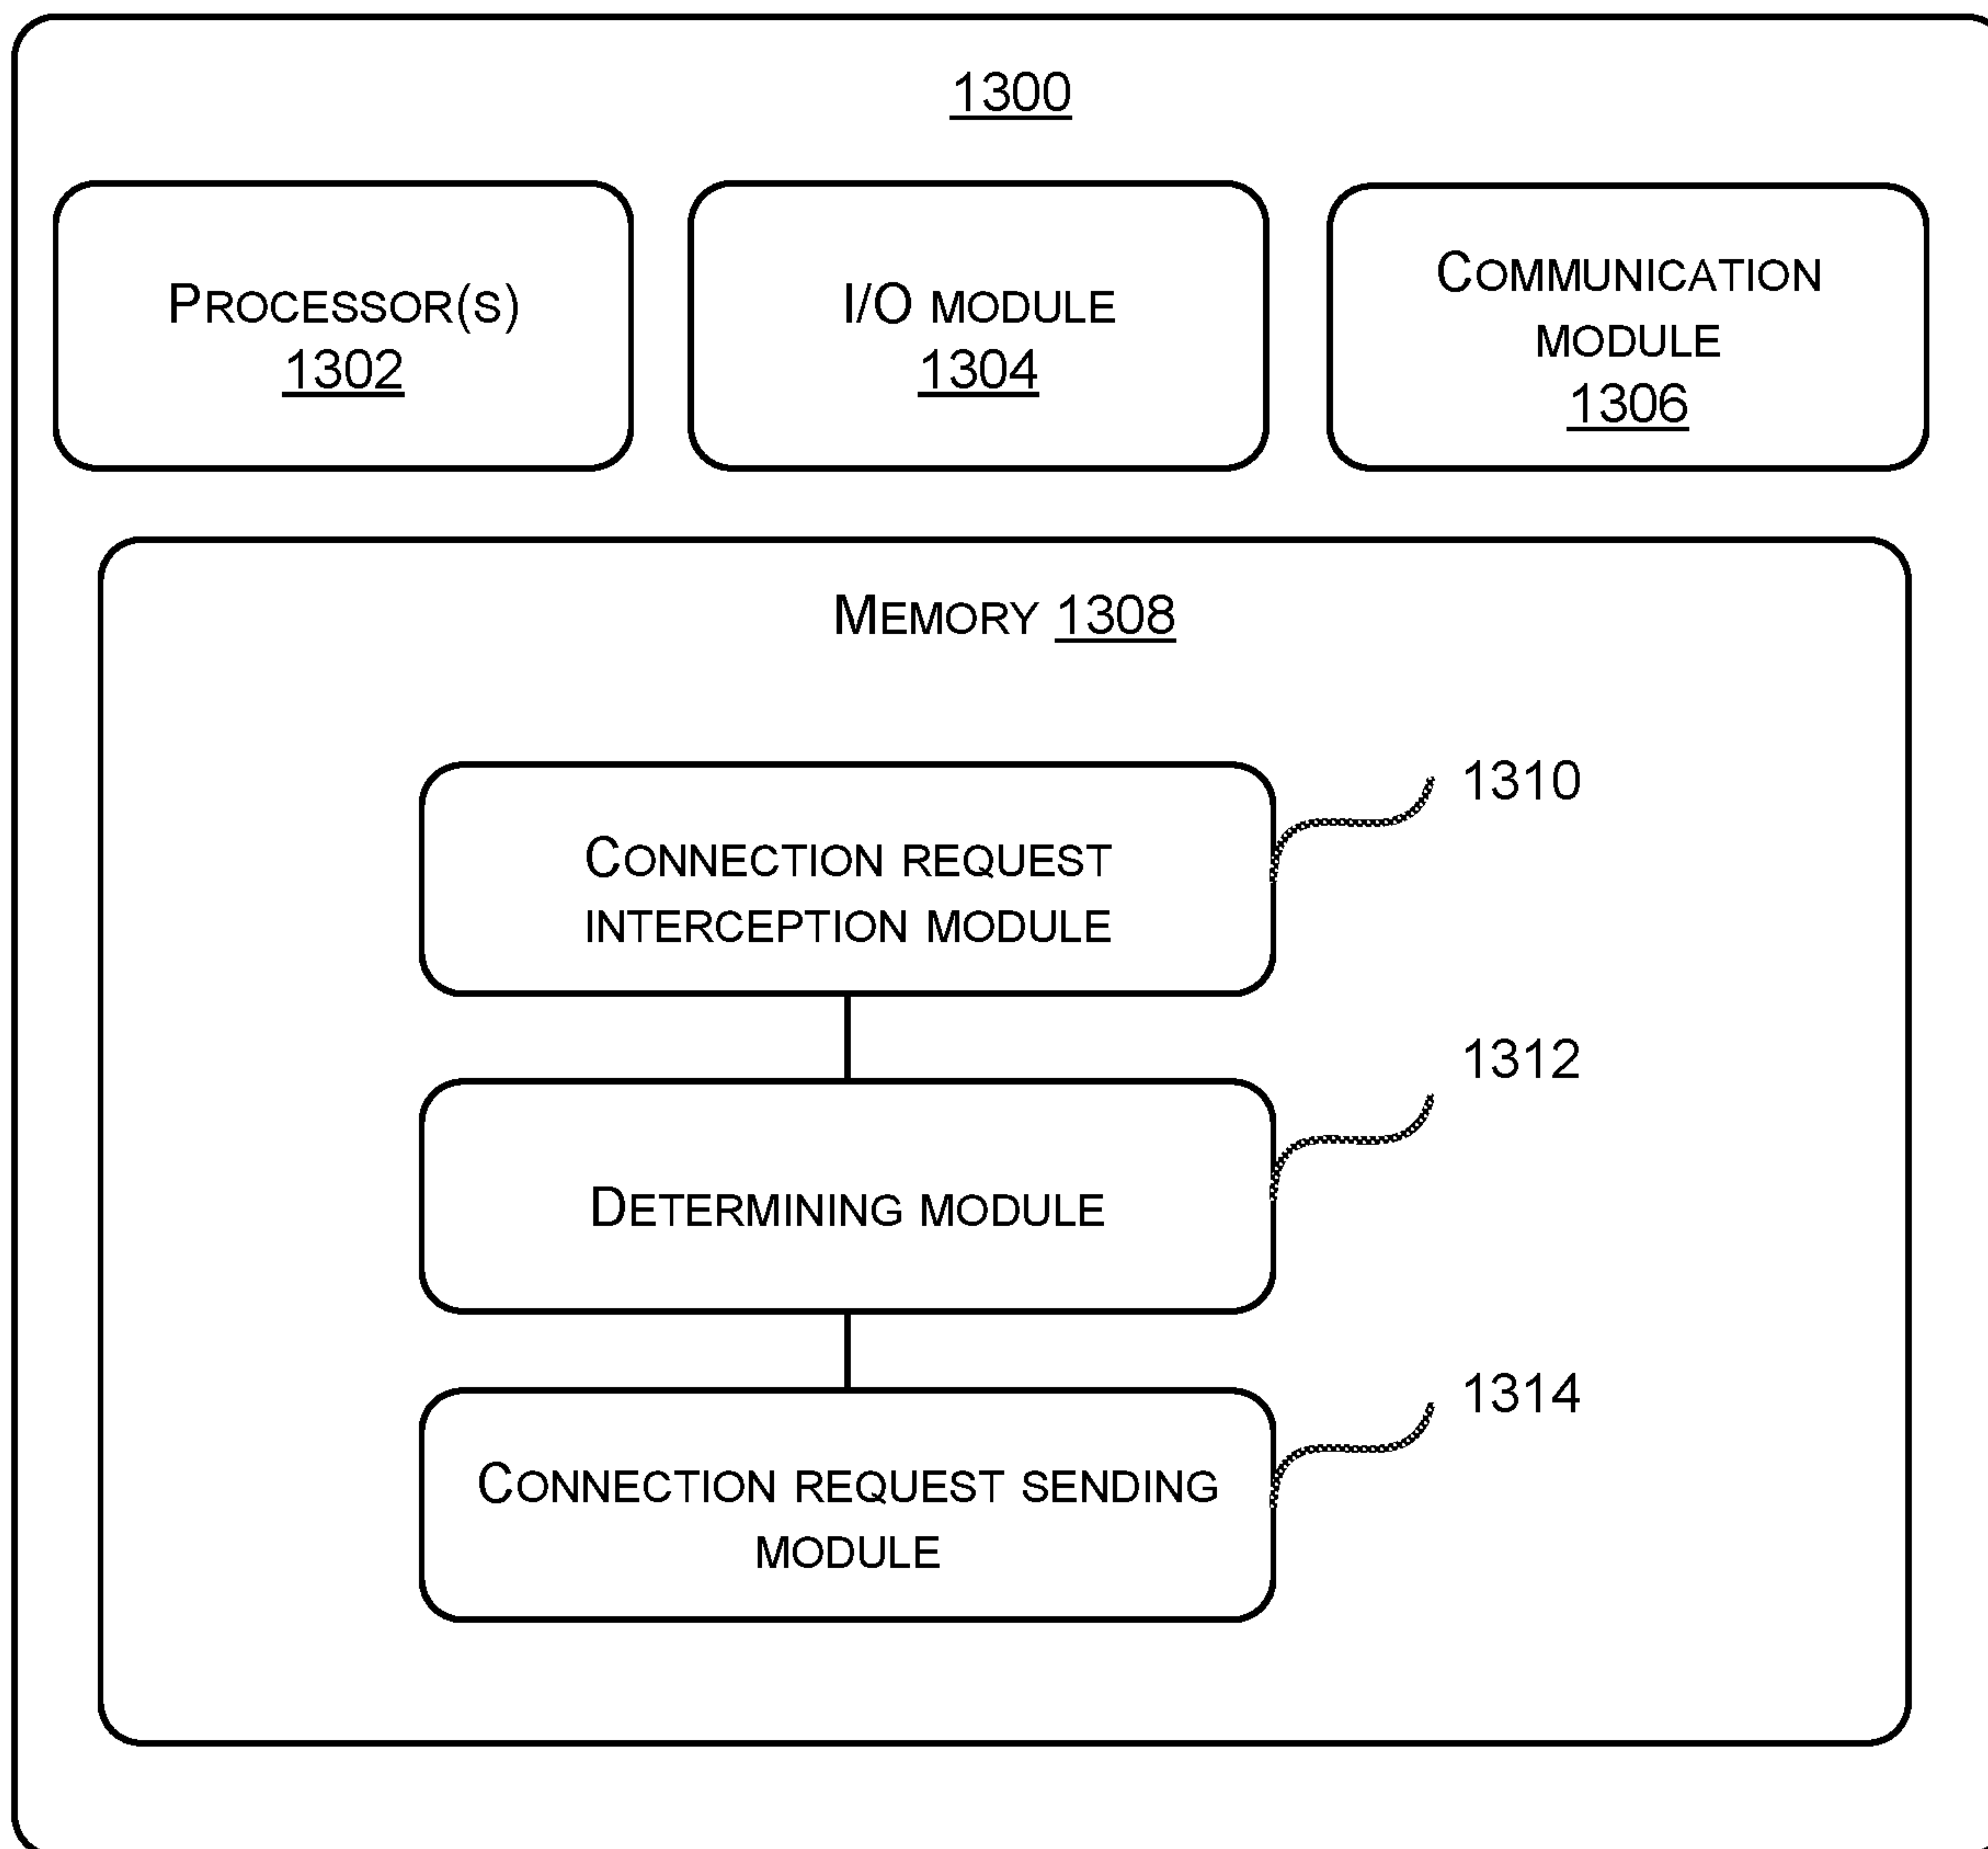 1300
PROCESSOR(S)
1302
I/O MODULE
1304
COMMUNICATION
MODULE
1306
MEMORY 1308
CONNECTION REQUEST
INTERCEPTION MODULE
1310
DETERMINING MODULE
1312
CONNECTION REQUEST SENDING
MODULE
1314